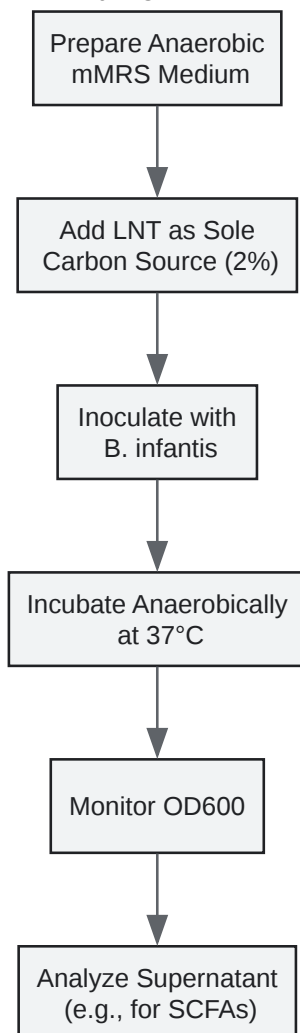 Prepare Anaerobic
mMRS Medium
Add LNT as Sole
Carbon Source (2%)
Inoculate with
B. infantis
Incubate Anaerobically
at 37°C
Monitor OD600
Analyze Supernatant
(e.g., for SCFAs)